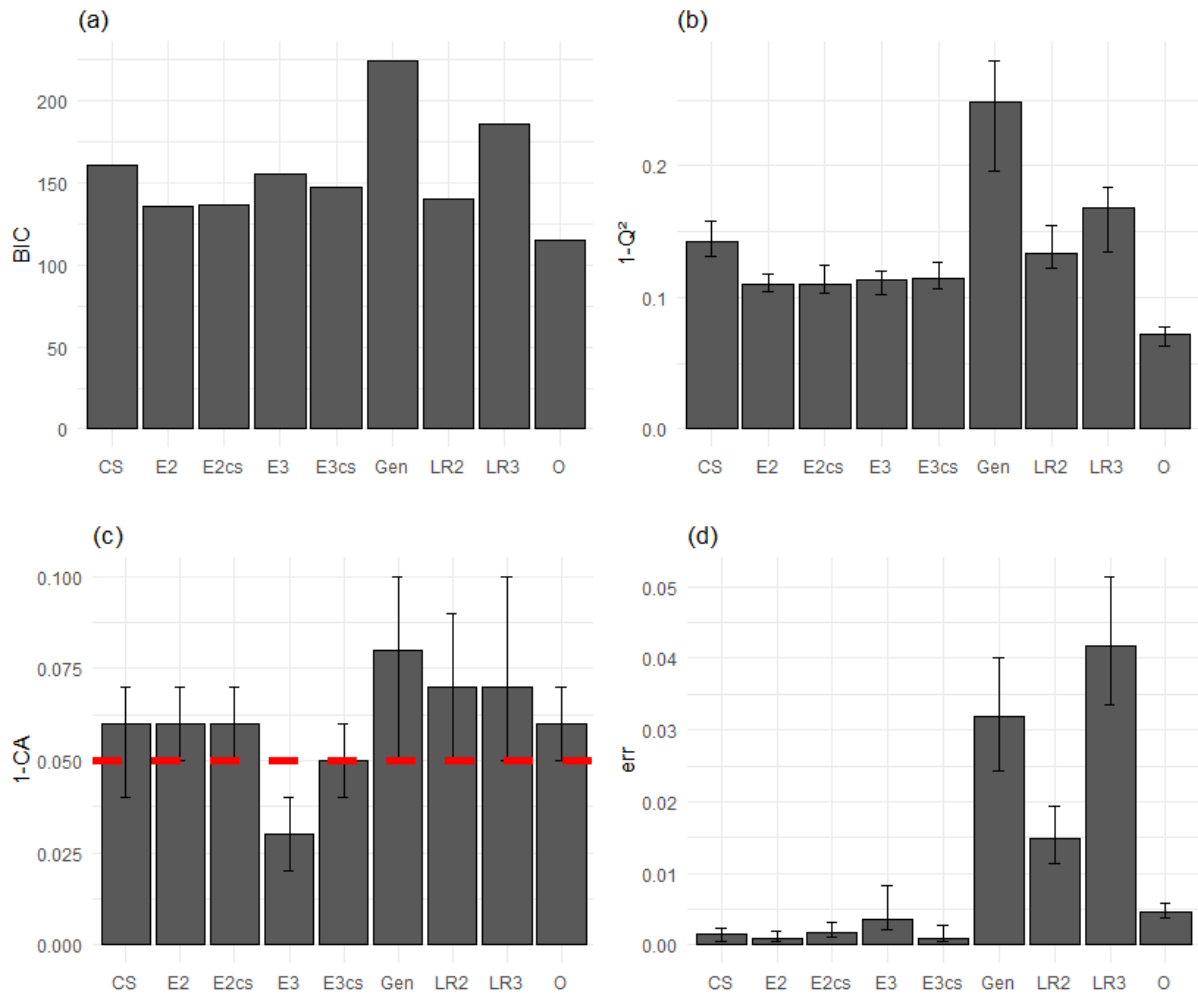 (a)
BIC
200
150
100
50
0
CS E2 E2cs E3 E3cs Gen LR2 LR3 O
(b)
1-Q²
0.2
0.1
0.0
CS E2 E2cs E3 E3cs Gen LR2 LR3 O
(c)
1-CA
0.100
0.075
0.050
0.025
0.000
CS E2 E2cs E3 E3cs Gen LR2 LR3 O
(d)
err
0.05
0.04
0.03
0.02
0.01
0.00
CS E2 E2cs E3 E3cs Gen LR2 LR3 O